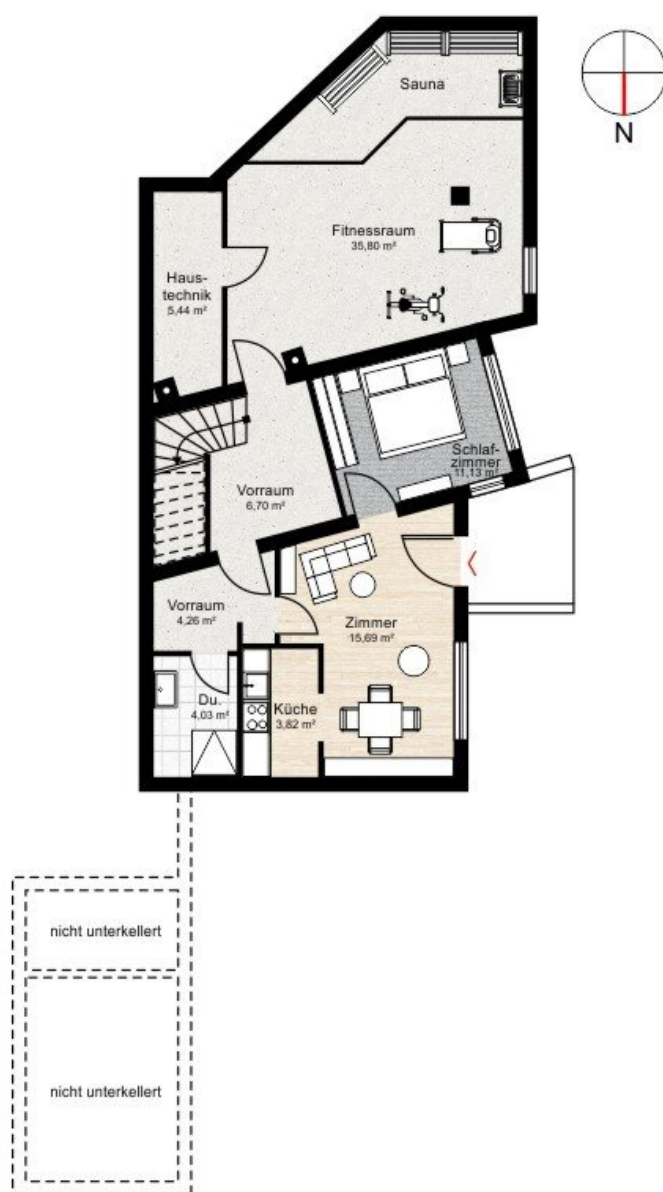 Sauna
N
Fitnessraum
35,80 m²
Haus-
technik
5,44 m²
Schlaf-
zimmer
11,13 m²
Vorraum
6,70 m²
Vorraum
4,26 m²
Zimmer
15,69 m²
Du.
4,03 m²
Küche
3,82 m²
nicht unterkellert
nicht unterkellert